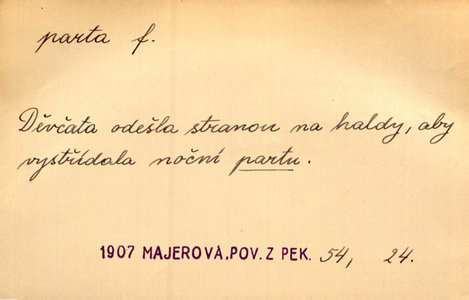 parta f.
Děvčata odešla stranou na haldy, aby
vystřídala noční partu.
1907 MAJEROVÁ, POV. Z PEK. 54, 24.